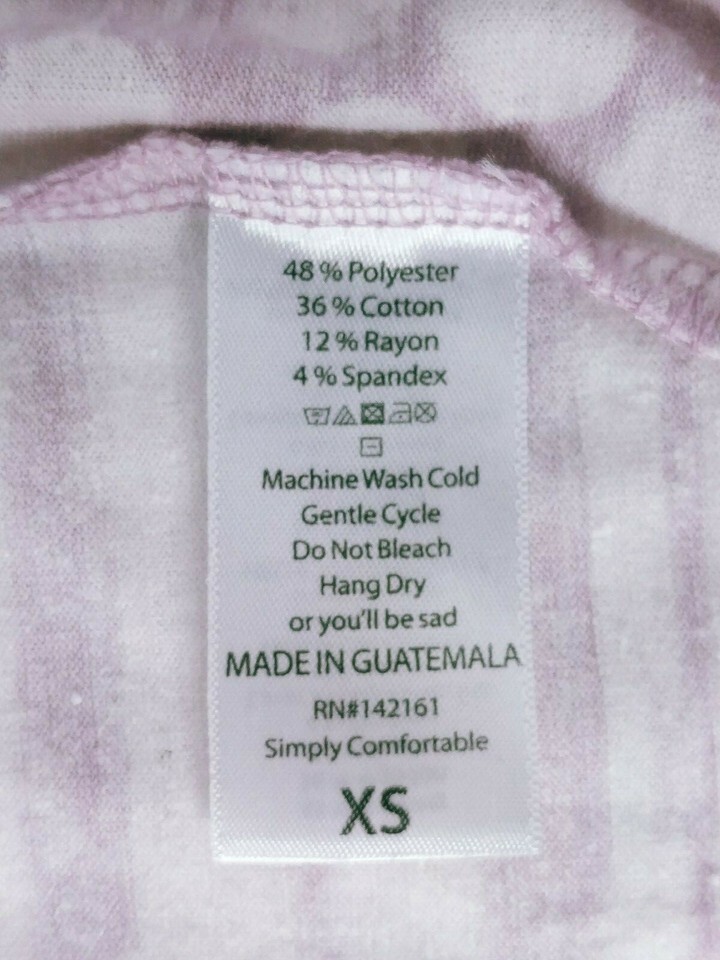 48 % Polyester
36 % Cotton
12 % Rayon
4 % Spandex
Machine Wash Cold
Gentle Cycle
Do Not Bleach
Hang Dry
or you'll be sad
MADE IN GUATEMALA
RN#142161
Simply Comfortable
XS